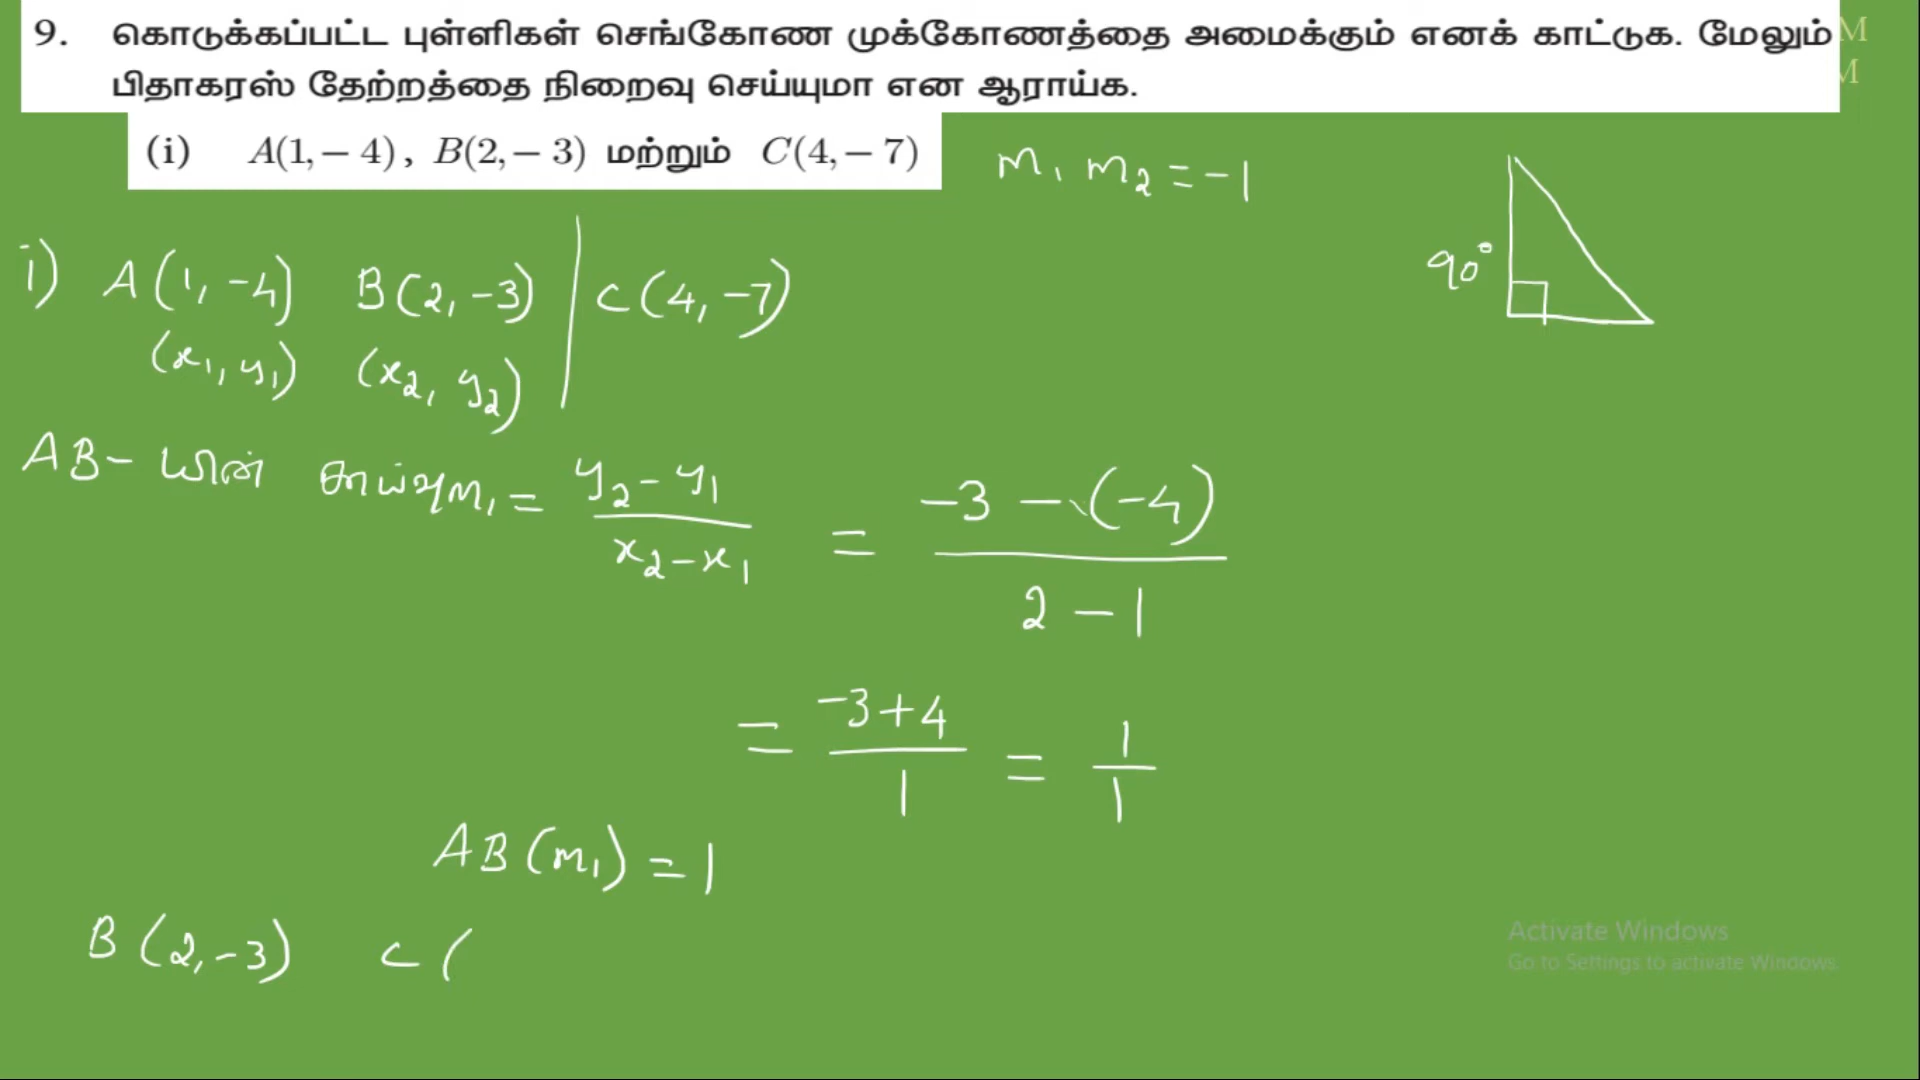 9. கொடுக்கப்பட்ட புள்ளிகள் செங்கோண முக்கோணத்தை அமைக்கும் எனக் காட்டுக. மேலும்
பிதாகரஸ் தேற்றத்தை நிறைவு செய்யுமா என ஆராய்க.
M
M
(i) A(1,– 4) , B(2,– 3) மற்றும் C(4,– 7)
m₁ m₂ = -1
90°
i) A(1, -4) B(2, -3) | C(4, -7)
(x₁, y₁) (x₂, y₂)
AB- யின் சாய்வு m₁ = (y₂ - y₁)/(x₂ - x₁) = (-3 - (-4))/(2 - 1)
= (-3+4)/1 = 1/1
AB(m₁) = 1
B(2, -3) C(
Activate Windows
Go to Settings to activate Windows.